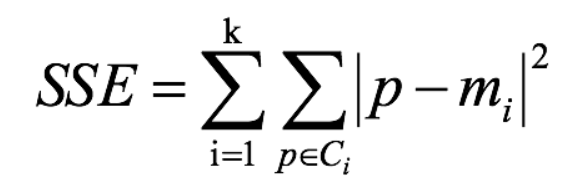 SSE = \sum_{i=1}^{k} \sum_{p \in C_i} |p - m_i|^2